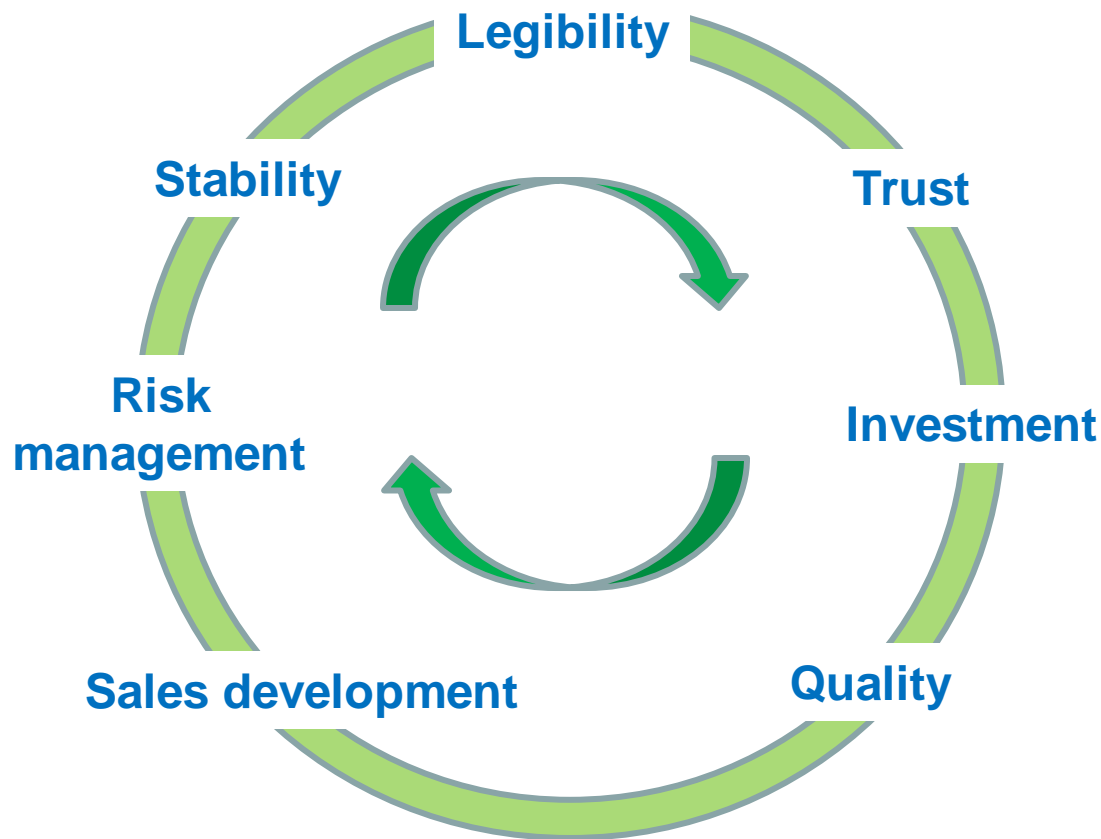 Legibility
Stability
Trust
Risk
management
Investment
Sales development
Quality